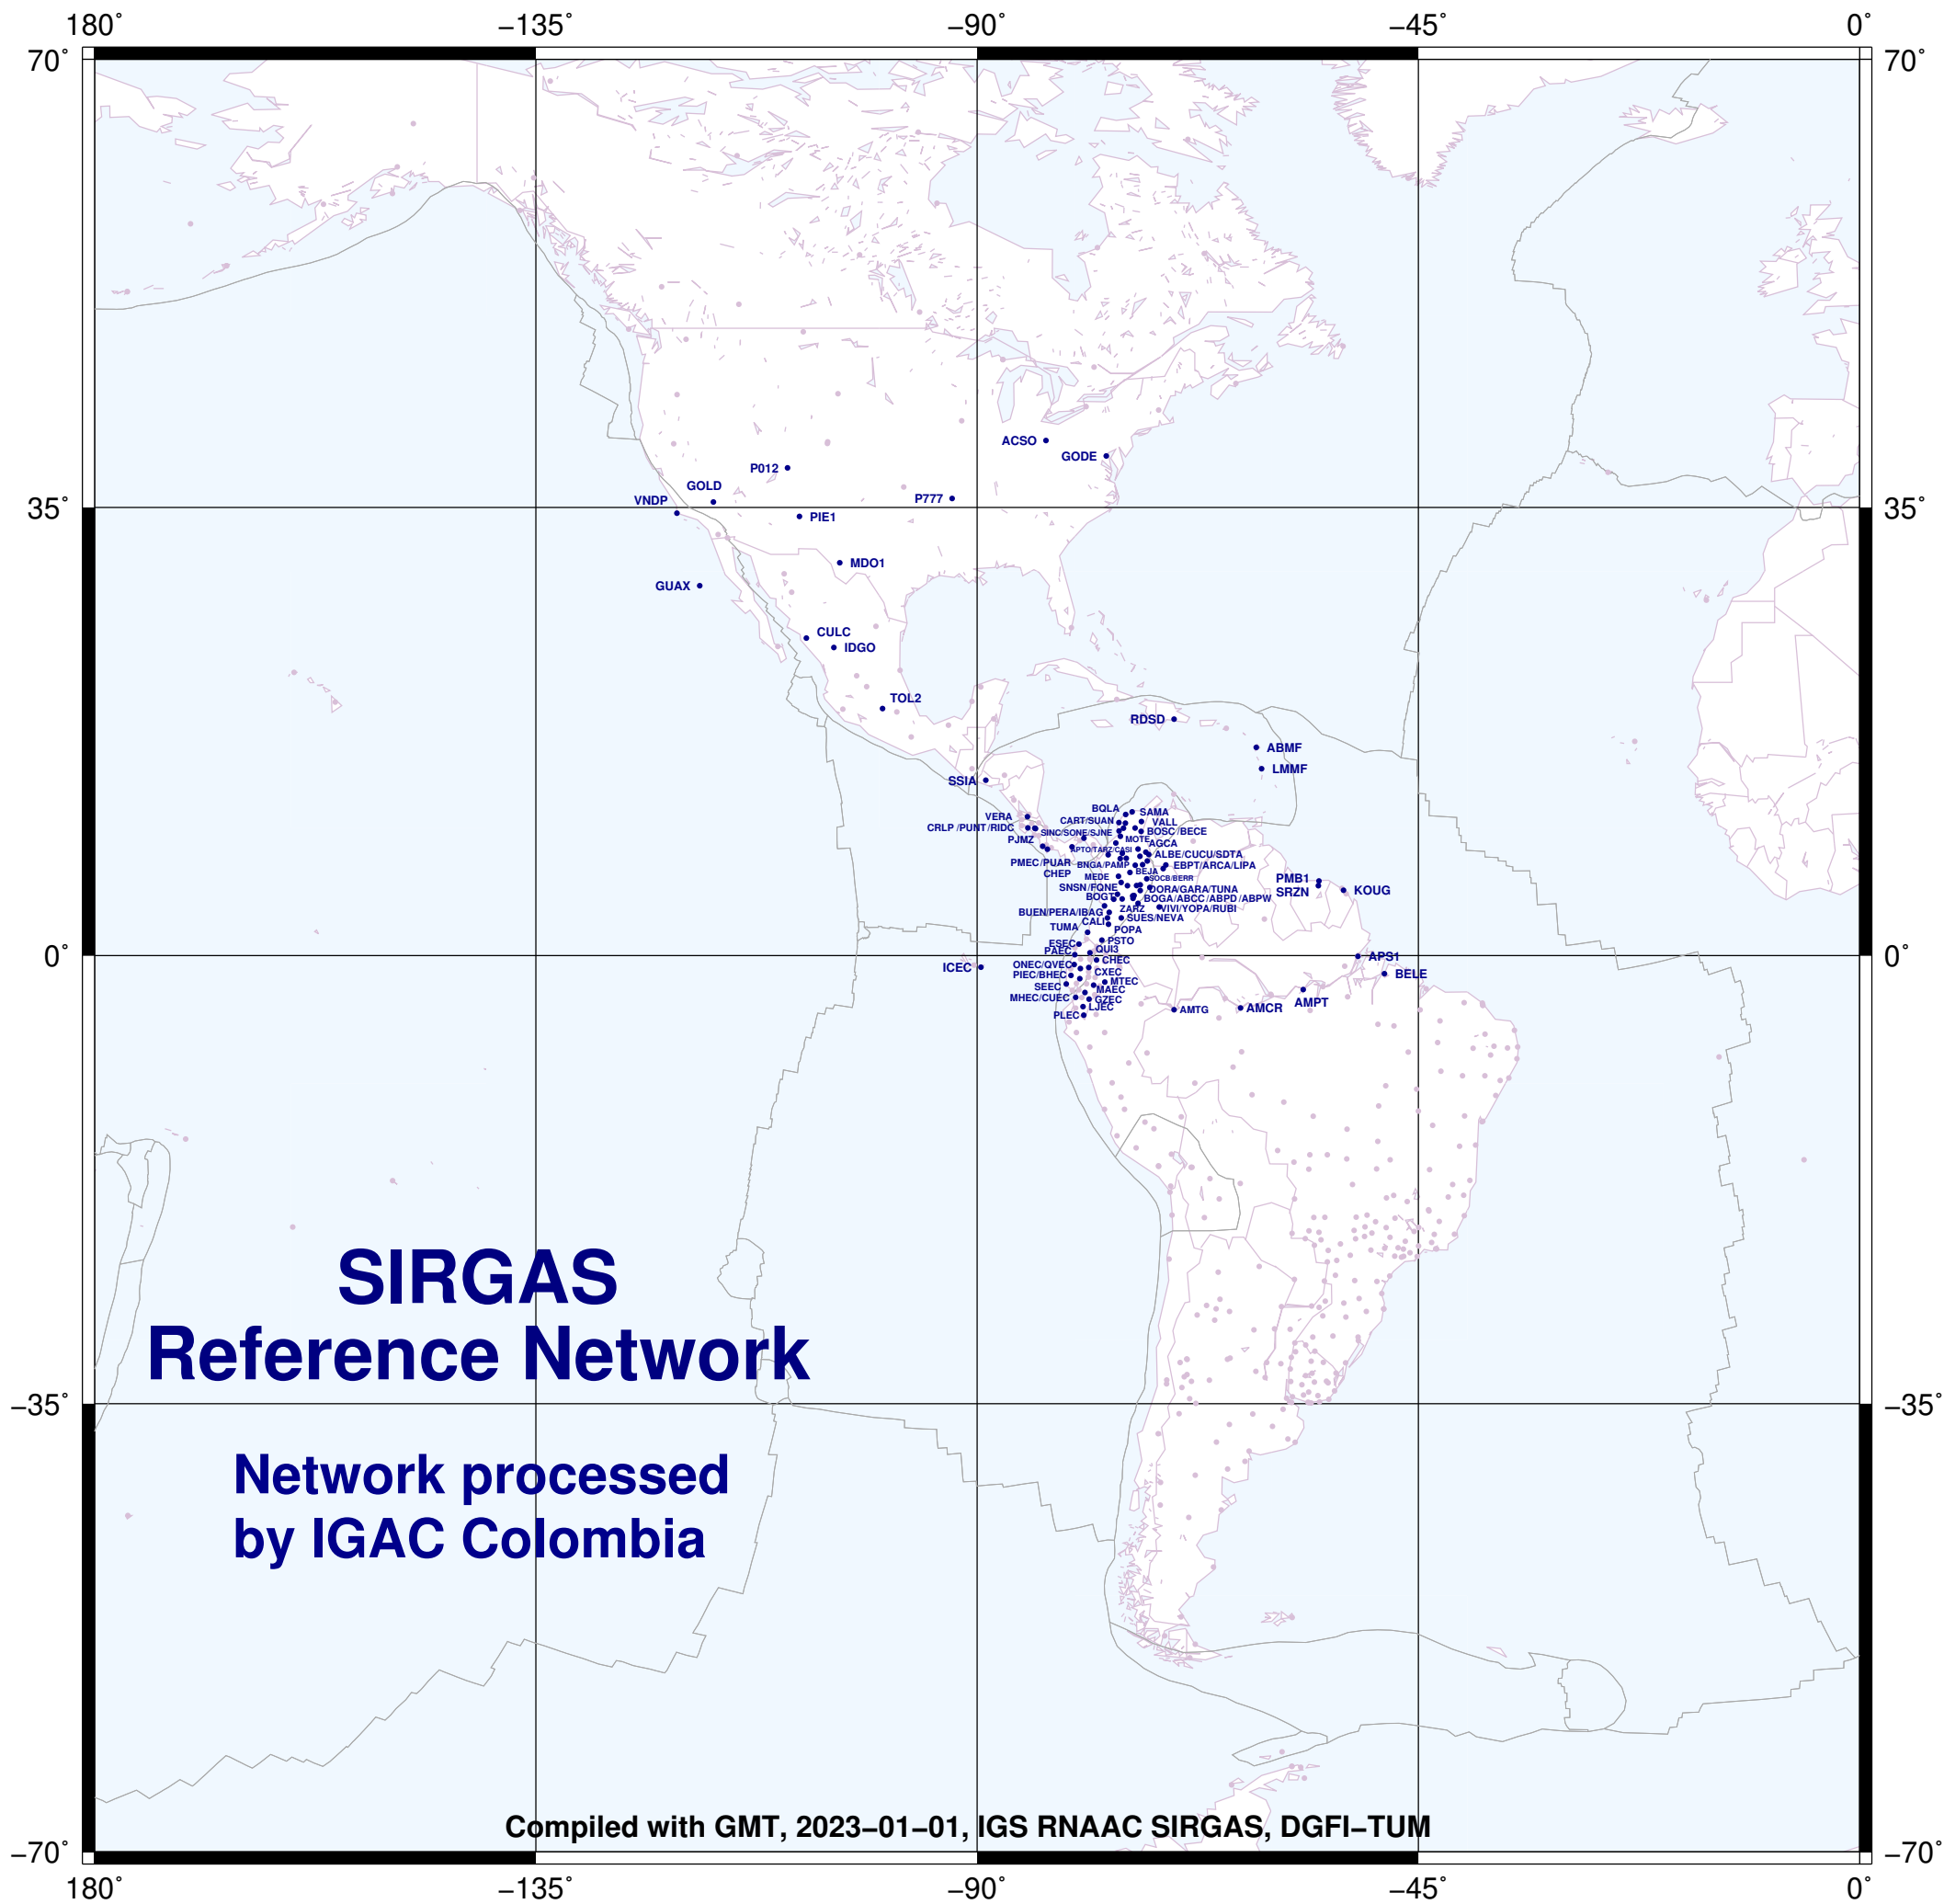 180˚ −135˚ −90˚ −45˚ 0˚
70˚ 70˚
ACSO
GODE
P012
GOLD
P777
VNDP
35˚ 35˚
PIE1
MDO1
GUAX
CULC
IDGO
TOL2
RDSD
ABMF
LMMF
SSIA
BQLA SAMA
VERA CART/SUAN VALL
CRLP /PUNT/RIDC SINC/SONE/SJNE BOSC/BECE
PJMZ MOTE AGCA
APTO/TARZ/CASI ALBE/CUCU/SDTA
PMEC/PUAR BNGA/PAMP EBPT/ARCA/LIPA
CHEP MEDE BEJA SOCB/BERR
PMB1
SNSN/FQNE DORA/GARA/TUNA SRZN KOUG
BOGT BOGA/ABCC/ABPD/ABPW
BUEN/PERA/IBAG ZARZ VIVI/YOPA/RUBI
CALI SUES/NEVA
TUMA POPA
ESEC PSTO
PAEC QUI3
0˚ 0˚
CHEC APS1
ICEC ONEC/QVEC
PIEC/BHEC CXEC BELE
SEEC MTEC
MAEC
MHEC/CUEC GZEC AMPT
LJEC
PLEC AMTG AMCR
SIRGAS
Reference Network
−35˚ −35˚
Network processed
by IGAC Colombia
Compiled with GMT, 2023−01−01, IGS RNAAC SIRGAS, DGFI−TUM
−70˚ −70˚
180˚ −135˚ −90˚ −45˚ 0˚